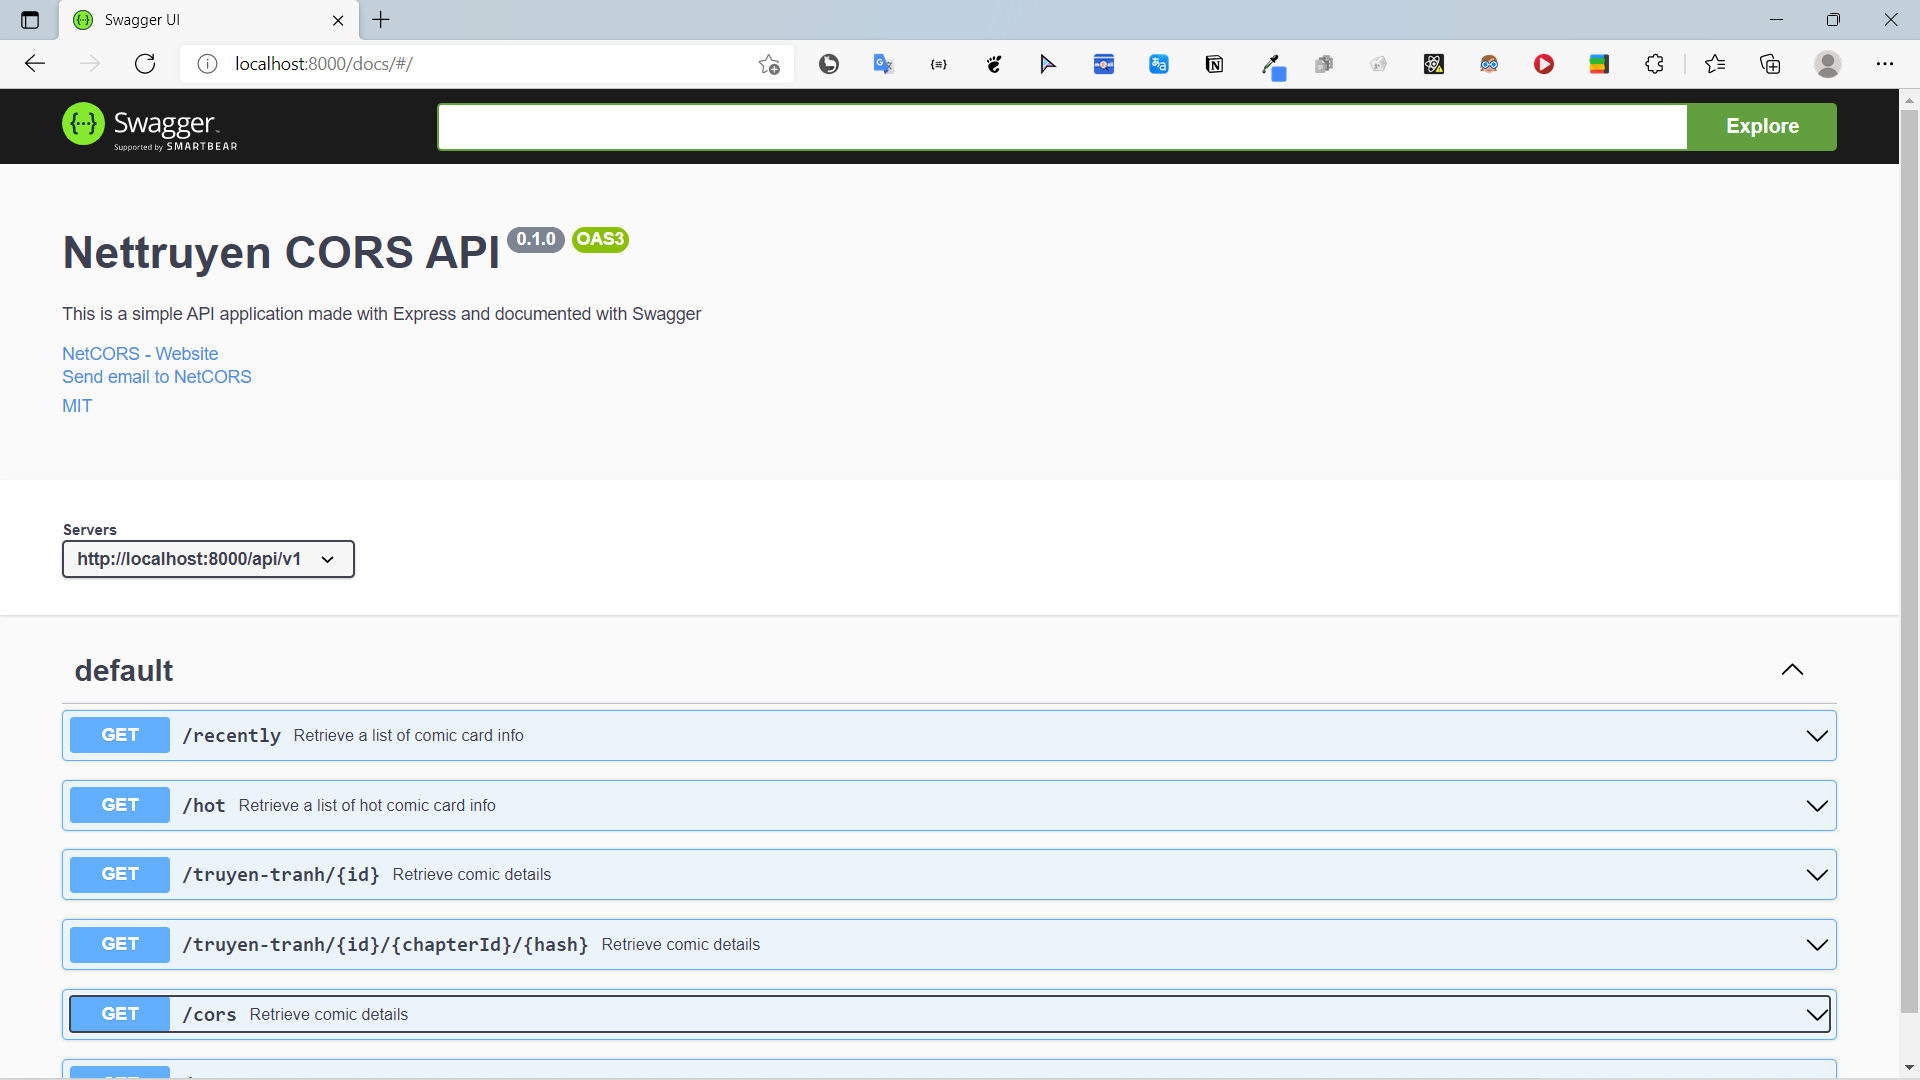 Swagger UI
localhost:8000/docs/#/
Swagger
Supported by SMARTBEAR
Explore
Nettruyen CORS API 0.1.0 OAS3
This is a simple API application made with Express and documented with Swagger
NetCORS - Website
Send email to NetCORS
MIT
Servers
http://localhost:8000/api/v1
default
GET /recently Retrieve a list of comic card info
GET /hot Retrieve a list of hot comic card info
GET /truyen-tranh/{id} Retrieve comic details
GET /truyen-tranh/{id}/{chapterId}/{hash} Retrieve comic details
GET /cors Retrieve comic details